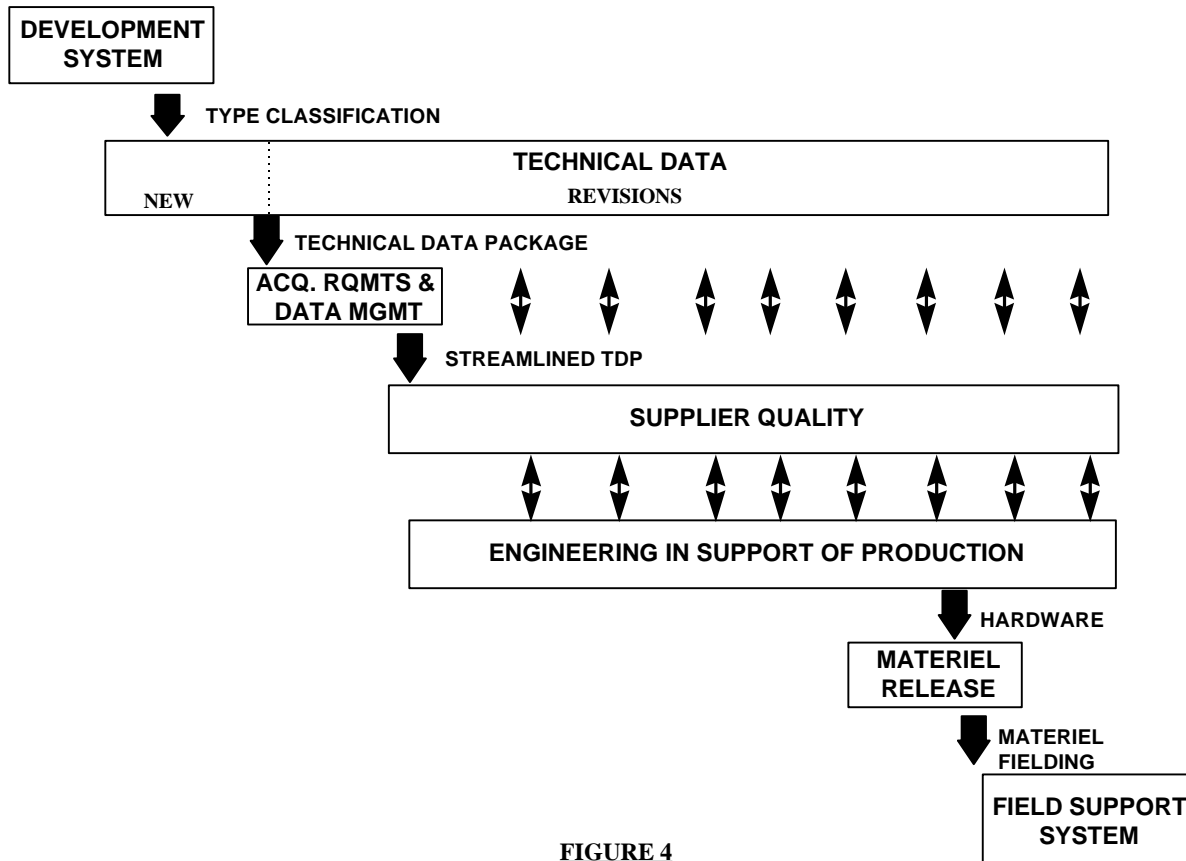 DEVELOPMENT
SYSTEM
TYPE CLASSIFICATION
TECHNICAL DATA
NEW
REVISIONS
TECHNICAL DATA PACKAGE
ACQ. RQMTS &
DATA MGMT
STREAMLINED TDP
SUPPLIER QUALITY
ENGINEERING IN SUPPORT OF PRODUCTION
HARDWARE
MATERIEL
RELEASE
MATERIEL
FIELDING
FIELD SUPPORT
SYSTEM
FIGURE 4